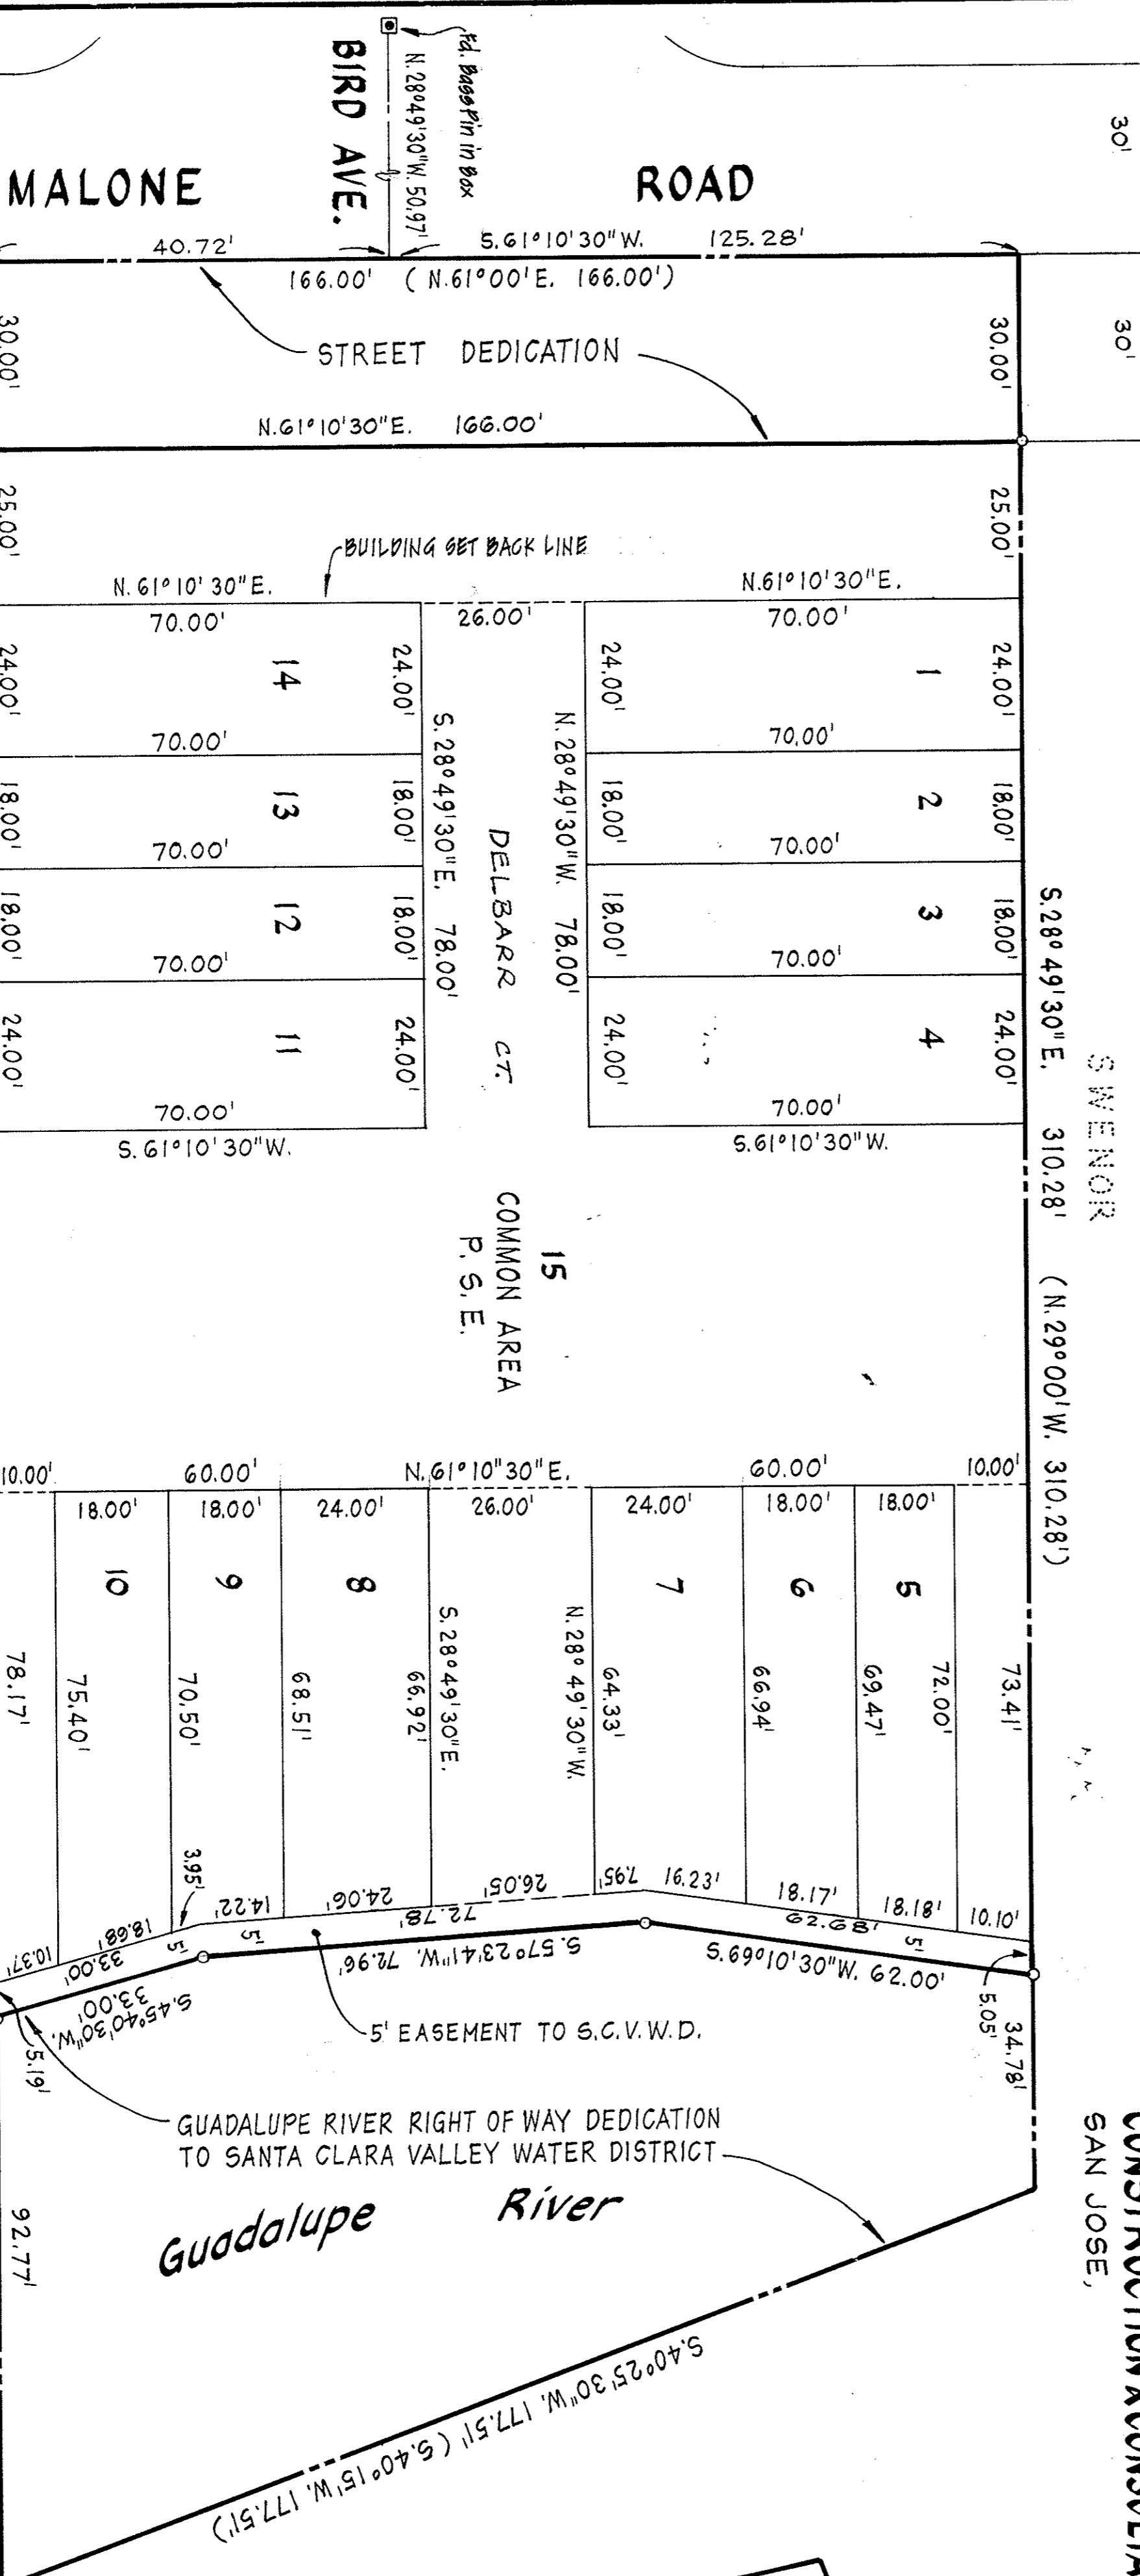 30'
Fd. Bass Pin in Box
N. 28°49'30"W. 50.97'
BIRD AVE.
MALONE ROAD
40.72' S.61°10'30"W. 125.28'
30'
166.00' ( N.61°00'E. 166.00')
30.00' 30.00'
STREET DEDICATION
N.61°10'30"E. 166.00'
25.00' 25.00'
BUILDING SET BACK LINE
N. 61°10'30"E. N.61°10'30"E.
70.00' 26.00' 70.00'
24.00' 14 24.00' 24.00' 1 24.00'
70.00' 70.00'
18.00' 13 18.00' 18.00' 2 18.00'
70.00' 70.00'
18.00' 12 18.00' 18.00' 3 18.00'
70.00' 70.00'
24.00' 11 24.00' 24.00' 4 24.00'
70.00' 70.00'
S. 61°10'30"W. S.61°10'30"W.
S. 28°49'30"E. 78.00'
DELBARR CT.
N. 28°49'30"W. 78.00'
S.28°49'30"E. 310.28' (N.29°00'W. 310.28')
SWENOR
15
COMMON AREA
P. S. E.
10.00' 60.00' N.61°10"30"E. 60.00' 10.00'
18.00' 18.00' 24.00' 26.00' 24.00' 18.00' 18.00'
10 9 8 7 6 5
S. 28°49'30"E.
N. 28°49'30"W.
78.17' 75.40' 70.50' 68.51' 66.92' 64.33' 66.94' 69.47' 72.00' 73.41'
10.37' 18.68' 3.95' 14.22' 24.06' 26.05' 7.95' 16.23' 18.17' 18.18' 10.10'
33.00' 5' 5' 72.78' 62.68' 5'
S.45°40'30"W. 33.00'
S.57°23'41"W. 72.96'
S.69°10'30"W. 62.00'
5.19' 5.05' 34.78'
5' EASEMENT TO S.C.V.W.D.
GUADALUPE RIVER RIGHT OF WAY DEDICATION
TO SANTA CLARA VALLEY WATER DISTRICT
Guadalupe River
92.77'
S.40°25'30"W. 177.51' ( S.40°15'W. 177.51')
SAN JOSE,